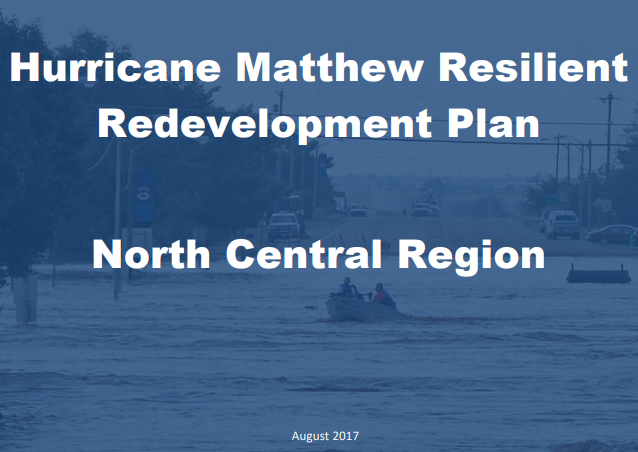 Hurricane Matthew Resilient
Redevelopment Plan
North Central Region
August 2017